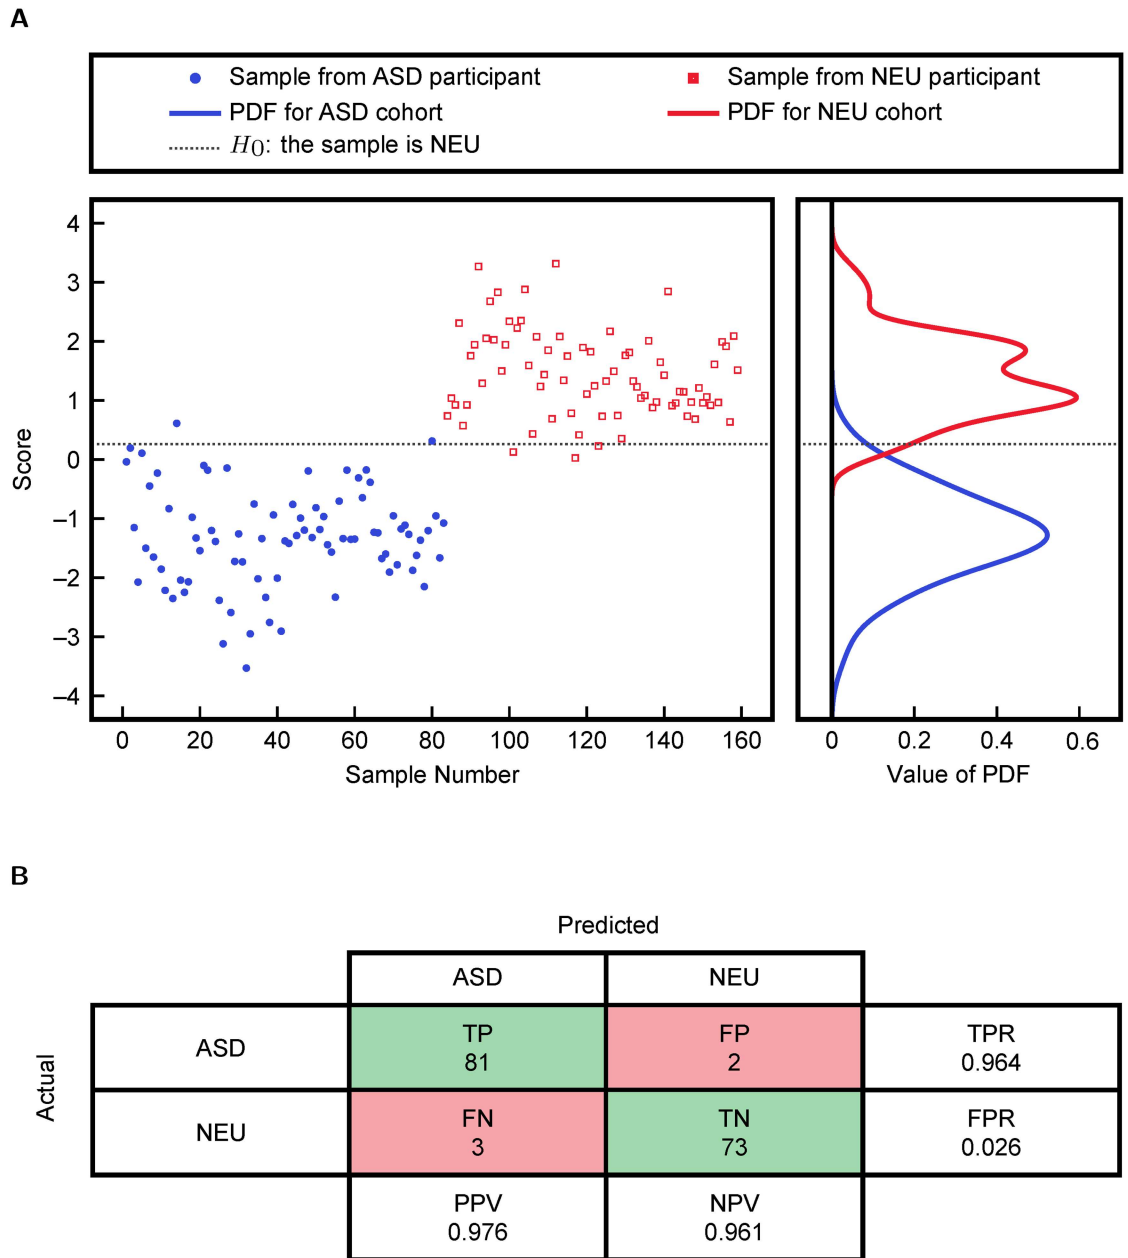 A
Sample from ASD participant
Sample from NEU participant
PDF for ASD cohort
PDF for NEU cohort
H0: the sample is NEU
4
3
2
1
0
–1
–2
–3
–4
Score
0 20 40 60 80 100 120 140 160
Sample Number
0 0.2 0.4 0.6
Value of PDF
B
Predicted
ASD NEU
Actual
ASD
TP
81
FP
2
TPR
0.964
NEU
FN
3
TN
73
FPR
0.026
PPV
0.976
NPV
0.961